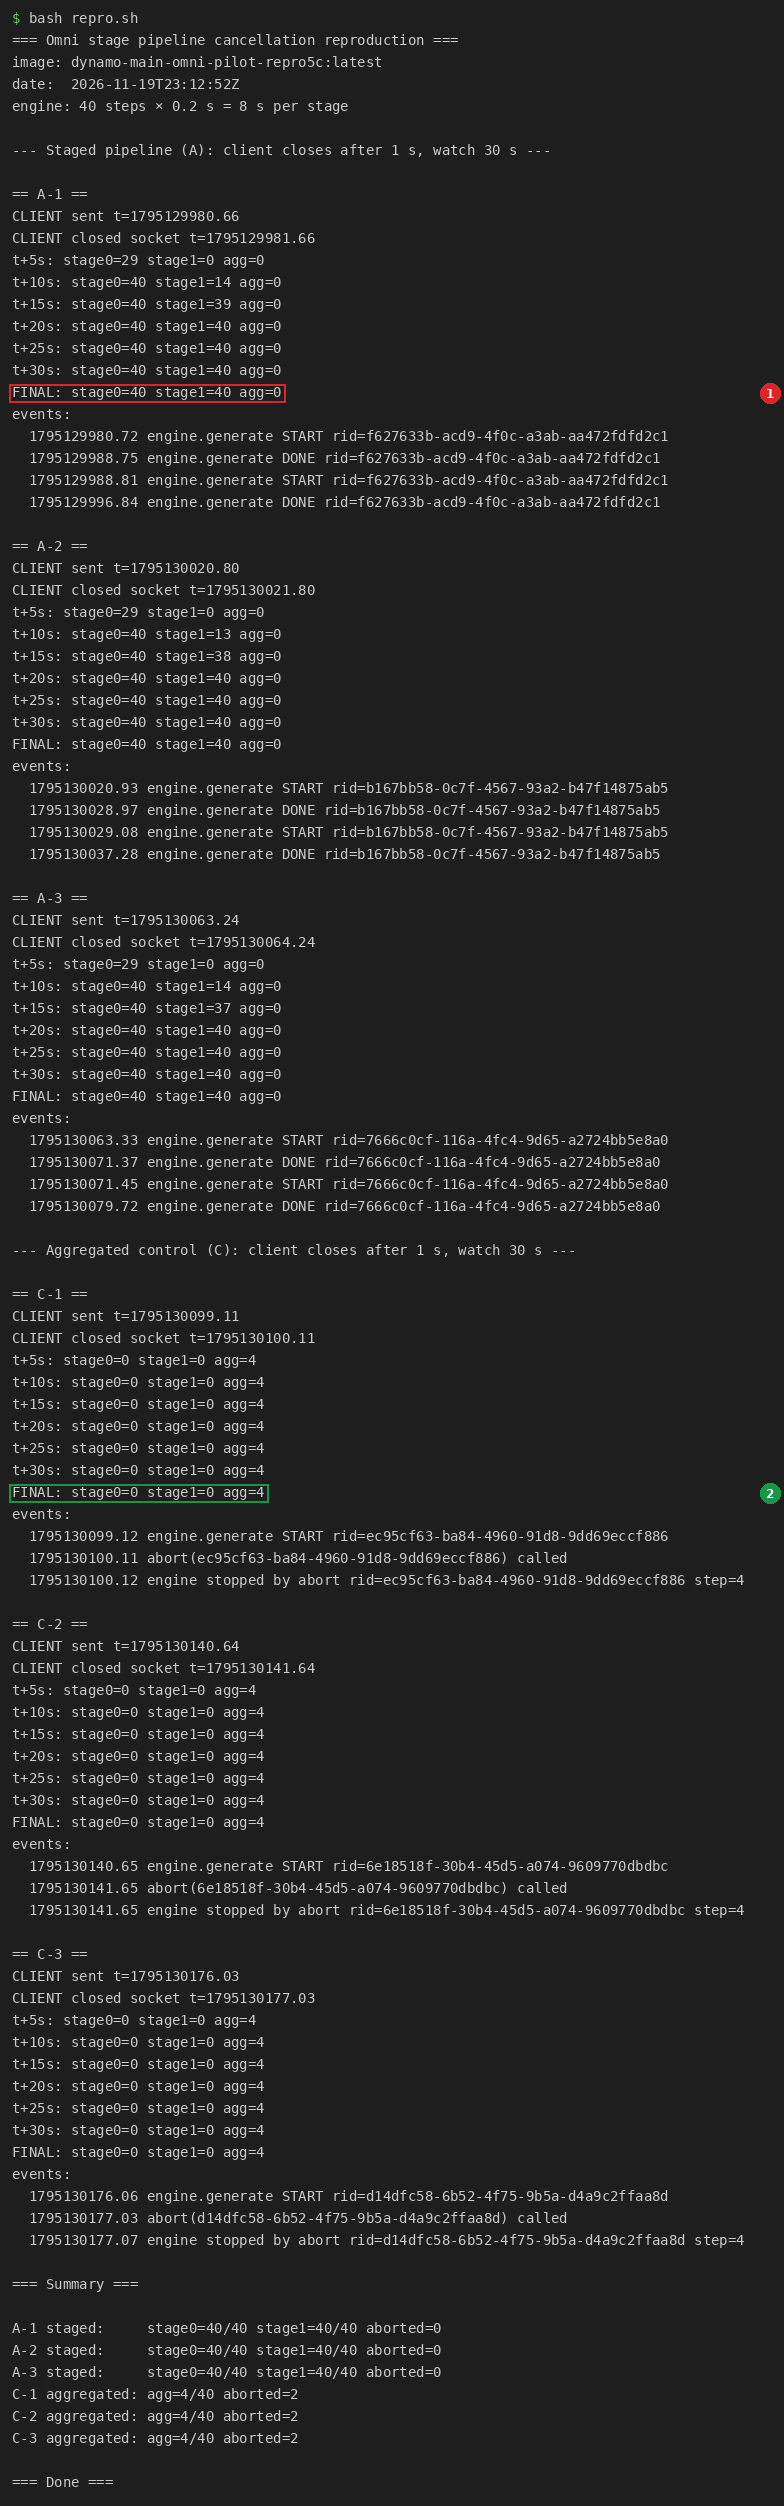 $ bash repro.sh
=== Omni stage pipeline cancellation reproduction ===
image: dynamo-main-omni-pilot-repro5c:latest
date:  2026-11-19T23:12:52Z
engine: 40 steps × 0.2 s = 8 s per stage
--- Staged pipeline (A): client closes after 1 s, watch 30 s ---
== A-1 ==
CLIENT sent t=1795129980.66
CLIENT closed socket t=1795129981.66
t+5s: stage0=29 stage1=0 agg=0
t+10s: stage0=40 stage1=14 agg=0
t+15s: stage0=40 stage1=39 agg=0
t+20s: stage0=40 stage1=40 agg=0
t+25s: stage0=40 stage1=40 agg=0
t+30s: stage0=40 stage1=40 agg=0
FINAL: stage0=40 stage1=40 agg=0 1
events:
  1795129980.72 engine.generate START rid=f627633b-acd9-4f0c-a3ab-aa472fdfd2c1
  1795129988.75 engine.generate DONE rid=f627633b-acd9-4f0c-a3ab-aa472fdfd2c1
  1795129988.81 engine.generate START rid=f627633b-acd9-4f0c-a3ab-aa472fdfd2c1
  1795129996.84 engine.generate DONE rid=f627633b-acd9-4f0c-a3ab-aa472fdfd2c1
== A-2 ==
CLIENT sent t=1795130020.80
CLIENT closed socket t=1795130021.80
t+5s: stage0=29 stage1=0 agg=0
t+10s: stage0=40 stage1=13 agg=0
t+15s: stage0=40 stage1=38 agg=0
t+20s: stage0=40 stage1=40 agg=0
t+25s: stage0=40 stage1=40 agg=0
t+30s: stage0=40 stage1=40 agg=0
FINAL: stage0=40 stage1=40 agg=0
events:
  1795130020.93 engine.generate START rid=b167bb58-0c7f-4567-93a2-b47f14875ab5
  1795130028.97 engine.generate DONE rid=b167bb58-0c7f-4567-93a2-b47f14875ab5
  1795130029.08 engine.generate START rid=b167bb58-0c7f-4567-93a2-b47f14875ab5
  1795130037.28 engine.generate DONE rid=b167bb58-0c7f-4567-93a2-b47f14875ab5
== A-3 ==
CLIENT sent t=1795130063.24
CLIENT closed socket t=1795130064.24
t+5s: stage0=29 stage1=0 agg=0
t+10s: stage0=40 stage1=14 agg=0
t+15s: stage0=40 stage1=37 agg=0
t+20s: stage0=40 stage1=40 agg=0
t+25s: stage0=40 stage1=40 agg=0
t+30s: stage0=40 stage1=40 agg=0
FINAL: stage0=40 stage1=40 agg=0
events:
  1795130063.33 engine.generate START rid=7666c0cf-116a-4fc4-9d65-a2724bb5e8a0
  1795130071.37 engine.generate DONE rid=7666c0cf-116a-4fc4-9d65-a2724bb5e8a0
  1795130071.45 engine.generate START rid=7666c0cf-116a-4fc4-9d65-a2724bb5e8a0
  1795130079.72 engine.generate DONE rid=7666c0cf-116a-4fc4-9d65-a2724bb5e8a0
--- Aggregated control (C): client closes after 1 s, watch 30 s ---
== C-1 ==
CLIENT sent t=1795130099.11
CLIENT closed socket t=1795130100.11
t+5s: stage0=0 stage1=0 agg=4
t+10s: stage0=0 stage1=0 agg=4
t+15s: stage0=0 stage1=0 agg=4
t+20s: stage0=0 stage1=0 agg=4
t+25s: stage0=0 stage1=0 agg=4
t+30s: stage0=0 stage1=0 agg=4
FINAL: stage0=0 stage1=0 agg=4 2
events:
  1795130099.12 engine.generate START rid=ec95cf63-ba84-4960-91d8-9dd69eccf886
  1795130100.11 abort(ec95cf63-ba84-4960-91d8-9dd69eccf886) called
  1795130100.12 engine stopped by abort rid=ec95cf63-ba84-4960-91d8-9dd69eccf886 step=4
== C-2 ==
CLIENT sent t=1795130140.64
CLIENT closed socket t=1795130141.64
t+5s: stage0=0 stage1=0 agg=4
t+10s: stage0=0 stage1=0 agg=4
t+15s: stage0=0 stage1=0 agg=4
t+20s: stage0=0 stage1=0 agg=4
t+25s: stage0=0 stage1=0 agg=4
t+30s: stage0=0 stage1=0 agg=4
FINAL: stage0=0 stage1=0 agg=4
events:
  1795130140.65 engine.generate START rid=6e18518f-30b4-45d5-a074-9609770dbdbc
  1795130141.65 abort(6e18518f-30b4-45d5-a074-9609770dbdbc) called
  1795130141.65 engine stopped by abort rid=6e18518f-30b4-45d5-a074-9609770dbdbc step=4
== C-3 ==
CLIENT sent t=1795130176.03
CLIENT closed socket t=1795130177.03
t+5s: stage0=0 stage1=0 agg=4
t+10s: stage0=0 stage1=0 agg=4
t+15s: stage0=0 stage1=0 agg=4
t+20s: stage0=0 stage1=0 agg=4
t+25s: stage0=0 stage1=0 agg=4
t+30s: stage0=0 stage1=0 agg=4
FINAL: stage0=0 stage1=0 agg=4
events:
  1795130176.06 engine.generate START rid=d14dfc58-6b52-4f75-9b5a-d4a9c2ffaa8d
  1795130177.03 abort(d14dfc58-6b52-4f75-9b5a-d4a9c2ffaa8d) called
  1795130177.07 engine stopped by abort rid=d14dfc58-6b52-4f75-9b5a-d4a9c2ffaa8d step=4
=== Summary ===
A-1 staged:     stage0=40/40 stage1=40/40 aborted=0
A-2 staged:     stage0=40/40 stage1=40/40 aborted=0
A-3 staged:     stage0=40/40 stage1=40/40 aborted=0
C-1 aggregated: agg=4/40 aborted=2
C-2 aggregated: agg=4/40 aborted=2
C-3 aggregated: agg=4/40 aborted=2
=== Done ===